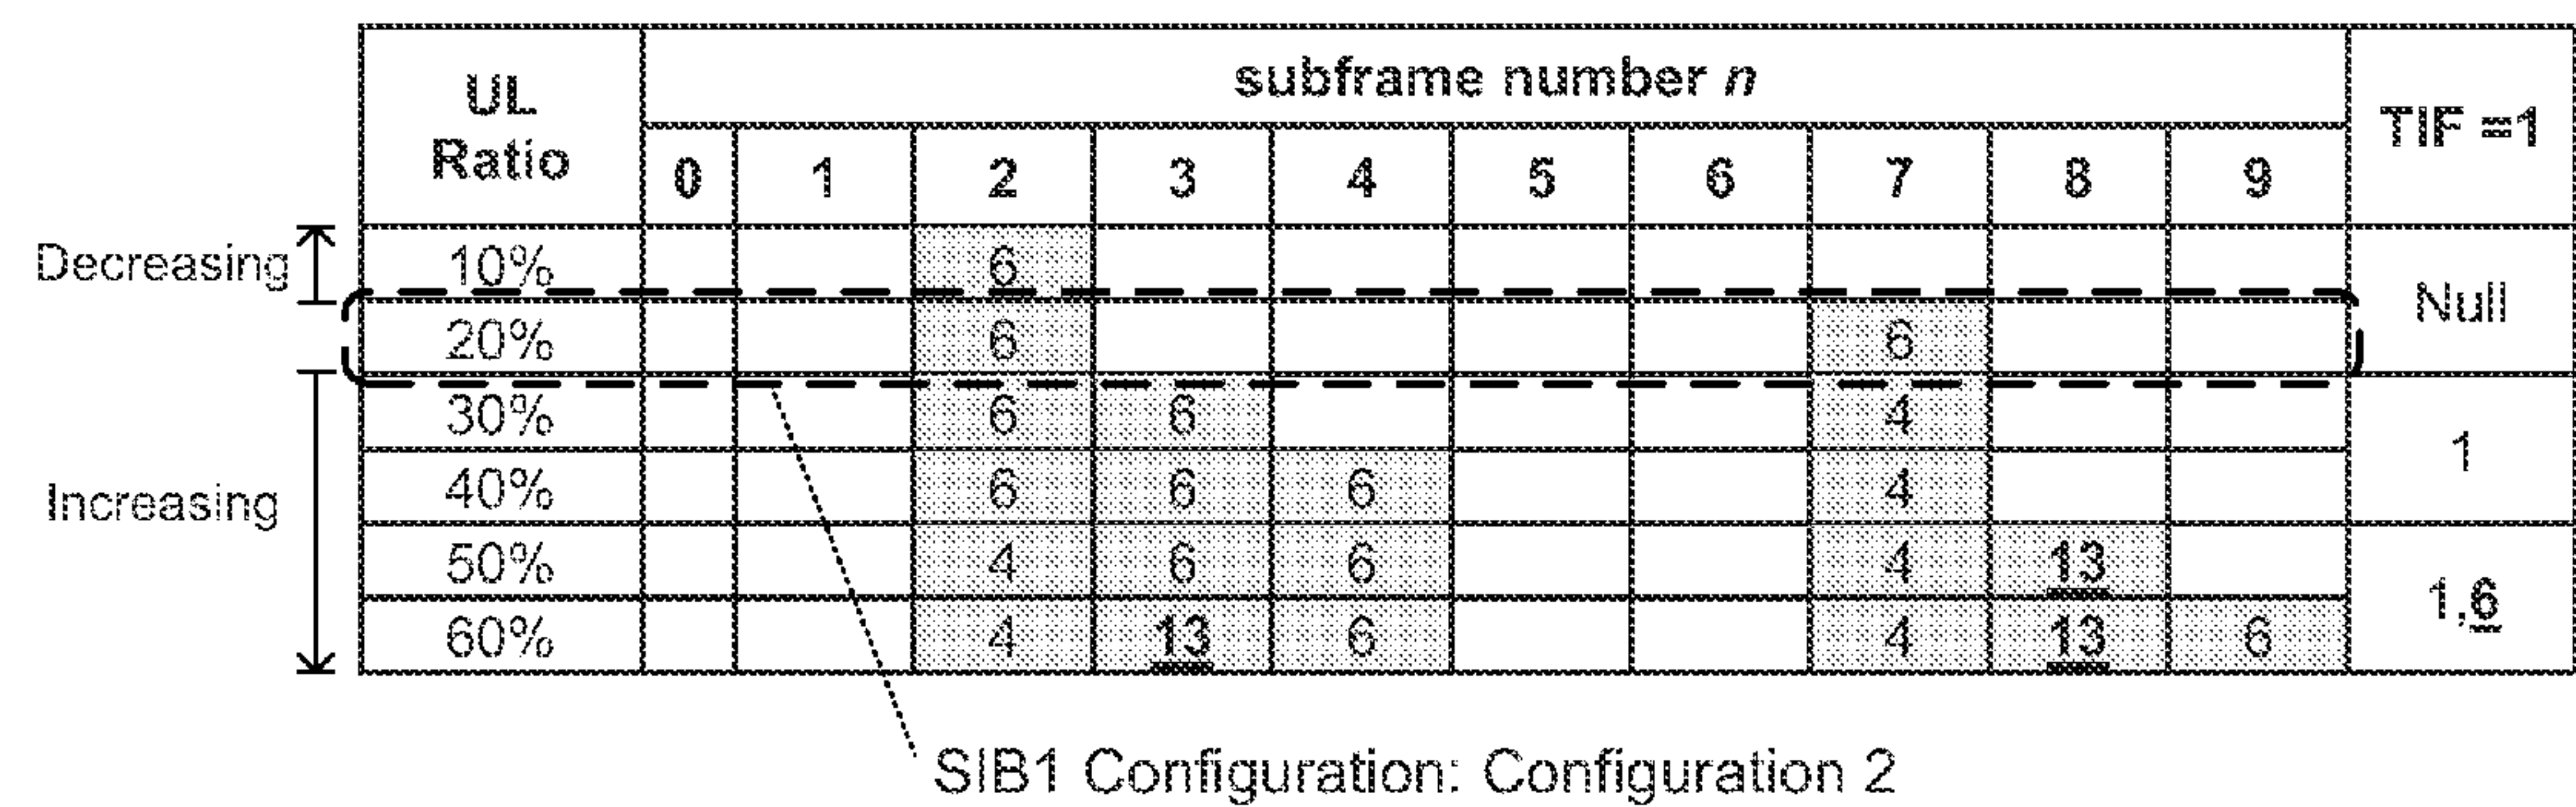 UL Ratio subframe number n TIF =1
0 1 2 3 4 5 6 7 8 9
Decreasing 10% 6 Null
20% 6 6
30% 6 6 4 1
Increasing 40% 6 6 6 4
50% 4 6 6 4 13 1,6
60% 4 13 6 4 13 6
SIB1 Configuration: Configuration 2